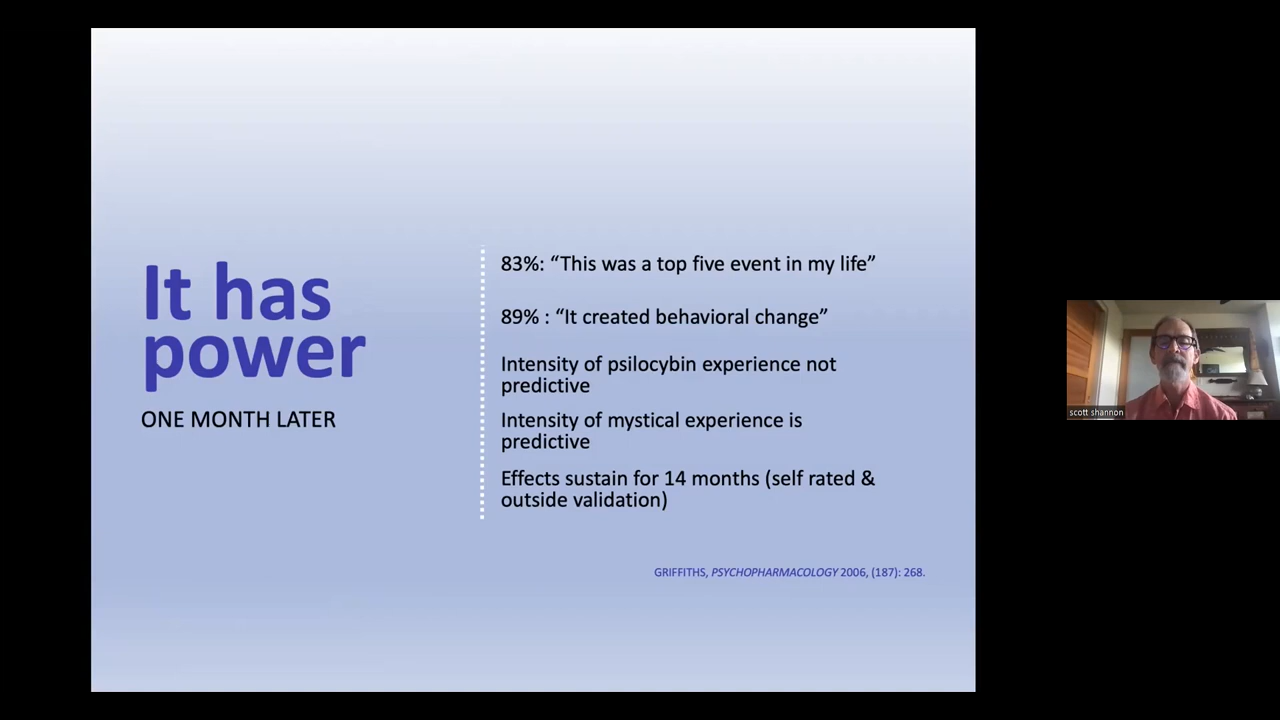 It has
power
ONE MONTH LATER
83%: “This was a top five event in my life”
89% : “It created behavioral change”
Intensity of psilocybin experience not
predictive
Intensity of mystical experience is
predictive
Effects sustain for 14 months (self rated &
outside validation)
GRIFFITHS, PSYCHOPHARMACOLOGY 2006, (187): 268.
scott shannon